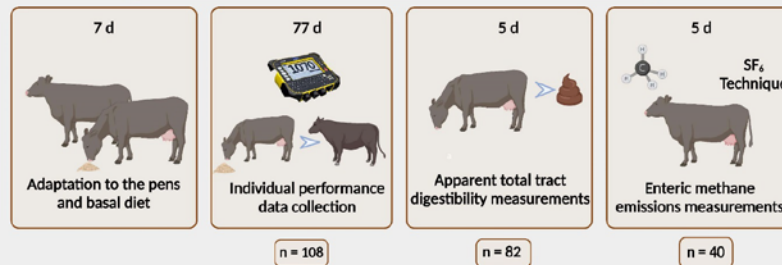 7 d
Adaptation to the pens
and basal diet
77 d
1070
Individual performance
data collection
n = 108
5 d
Apparent total tract
digestibility measurements
n = 82
5 d
H
H
C
H
H
SF₆
Technique
Enteric methane
emissions measurements
n = 40